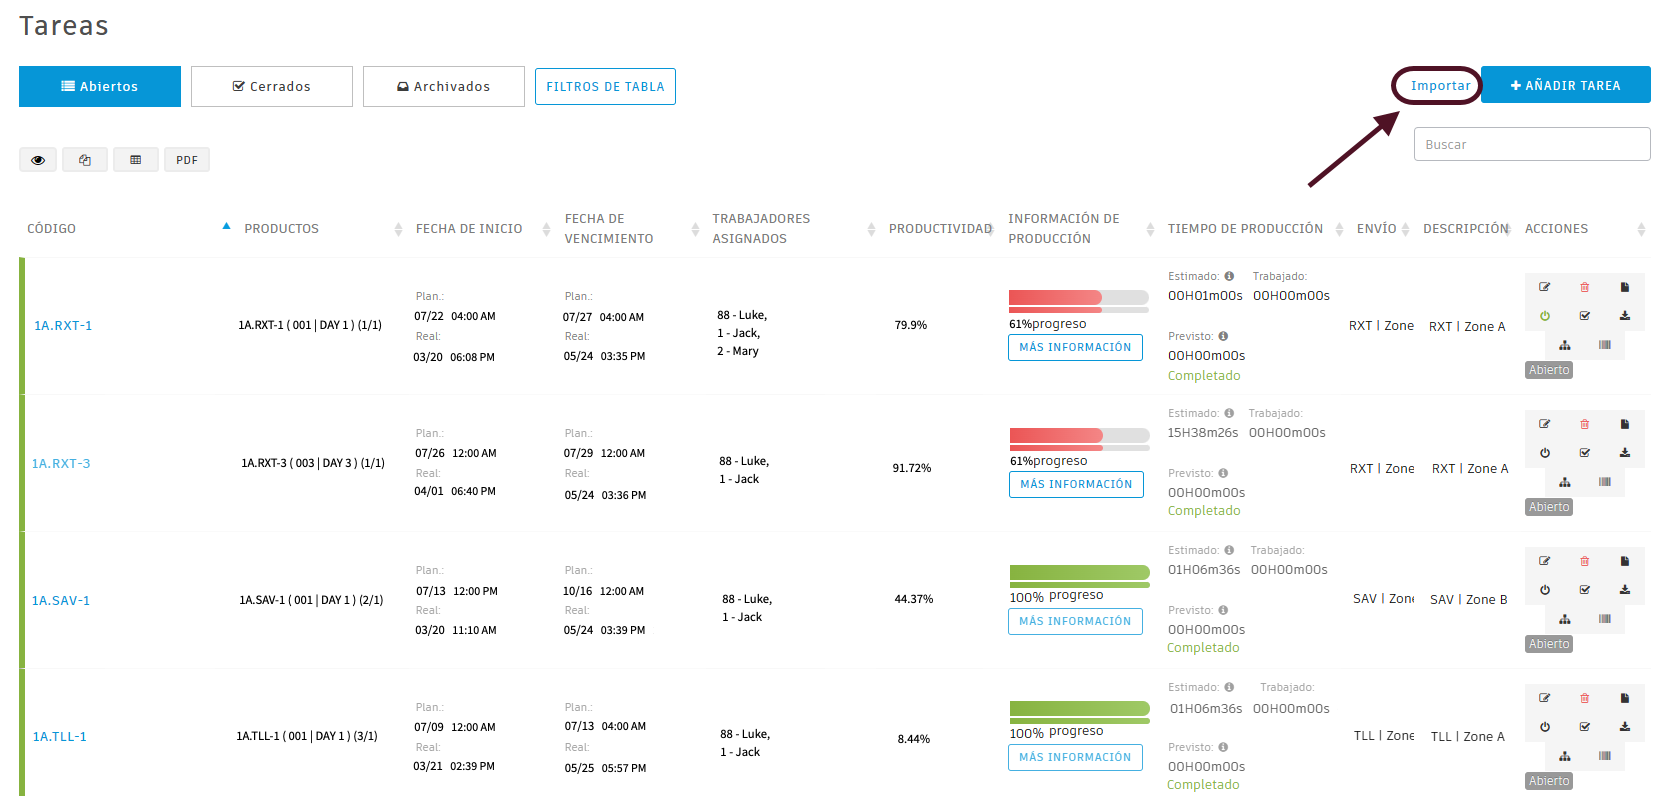 Tareas
Abiertos
Cerrados
Archivados
FILTROS DE TABLA
Importar
AÑADIR TAREA
PDF
Buscar
CÓDIGO
PRODUCTOS
FECHA DE INICIO
FECHA DE
VENCIMIENTO
TRABAJADORES
ASIGNADOS
PRODUCTIVIDAD
INFORMACIÓN DE
PRODUCCIÓN
TIEMPO DE PRODUCCIÓN
ENVÍO
DESCRIPCIÓN
ACCIONES
1A.RXT-1
1A.RXT-1 ( 001 | DAY 1 ) (1/1)
Plan.:
07/22 04:00 AM
Real:
03/20 06:08 PM
Plan.:
07/27 04:00 AM
Real:
05/24 03:35 PM
88 - Luke,
1 - Jack,
2 - Mary
79.9%
61%progreso
MÁS INFORMACIÓN
Estimado: Trabajado:
00H01m00s 00H00m00s
Previsto:
00H00m00s
Completado
RXT | Zone
RXT | Zone A
Abierto
1A.RXT-3
1A.RXT-3 ( 003 | DAY 3 ) (1/1)
Plan.:
07/26 12:00 AM
Real:
04/01 06:40 PM
Plan.:
07/29 12:00 AM
Real:
05/24 03:36 PM
88 - Luke,
1 - Jack
91.72%
61%progreso
MÁS INFORMACIÓN
Estimado: Trabajado:
15H38m26s 00H00m00s
Previsto:
00H00m00s
Completado
RXT | Zone
RXT | Zone A
Abierto
1A.SAV-1
1A.SAV-1 ( 001 | DAY 1 ) (2/1)
Plan.:
07/13 12:00 PM
Real:
03/20 11:10 AM
Plan.:
10/16 12:00 AM
Real:
05/24 03:39 PM
88 - Luke,
1 - Jack
44.37%
100% progreso
MÁS INFORMACIÓN
Estimado: Trabajado:
01H06m36s 00H00m00s
Previsto:
00H00m00s
Completado
SAV | Zone
SAV | Zone B
Abierto
1A.TLL-1
1A.TLL-1 ( 001 | DAY 1 ) (3/1)
Plan.:
07/09 12:00 AM
Real:
03/21 02:39 PM
Plan.:
07/13 04:00 AM
Real:
05/25 05:57 PM
88 - Luke,
1 - Jack
8.44%
100% progreso
MÁS INFORMACIÓN
Estimado: Trabajado:
01H06m36s 00H00m00s
Previsto:
00H00m00s
Completado
TLL | Zone
TLL | Zone A
Abierto